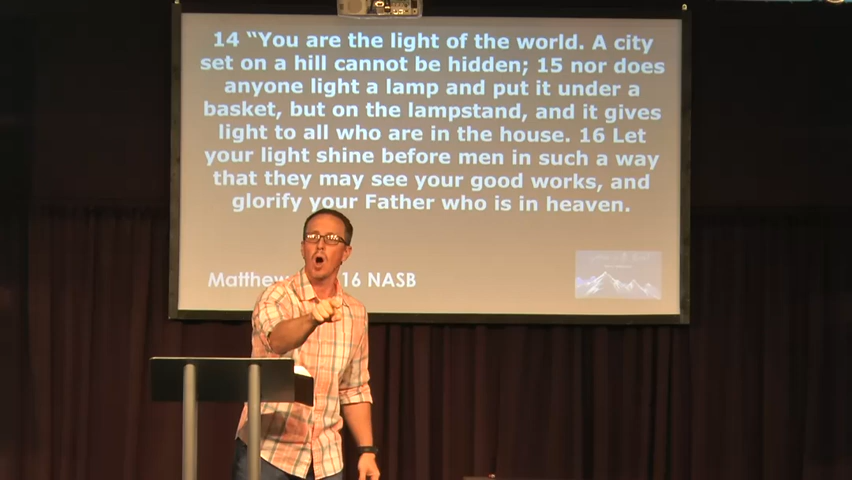 14 “You are the light of the world. A city
set on a hill cannot be hidden; 15 nor does
anyone light a lamp and put it under a
basket, but on the lampstand, and it gives
light to all who are in the house. 16 Let
your light shine before men in such a way
that they may see your good works, and
glorify your Father who is in heaven.
Matthew 16 NASB